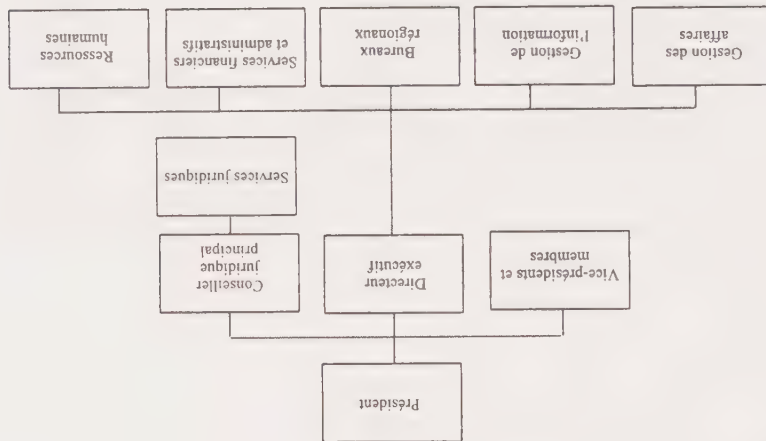 Président
Vice-présidents et
membres
Directeur
exécutif
Conseiller
juridique
principal
Services juridiques
Gestion des
affaires
Gestion de
l'information
Bureaux
régionaux
Services financiers
et administratifs
Ressources
humaines